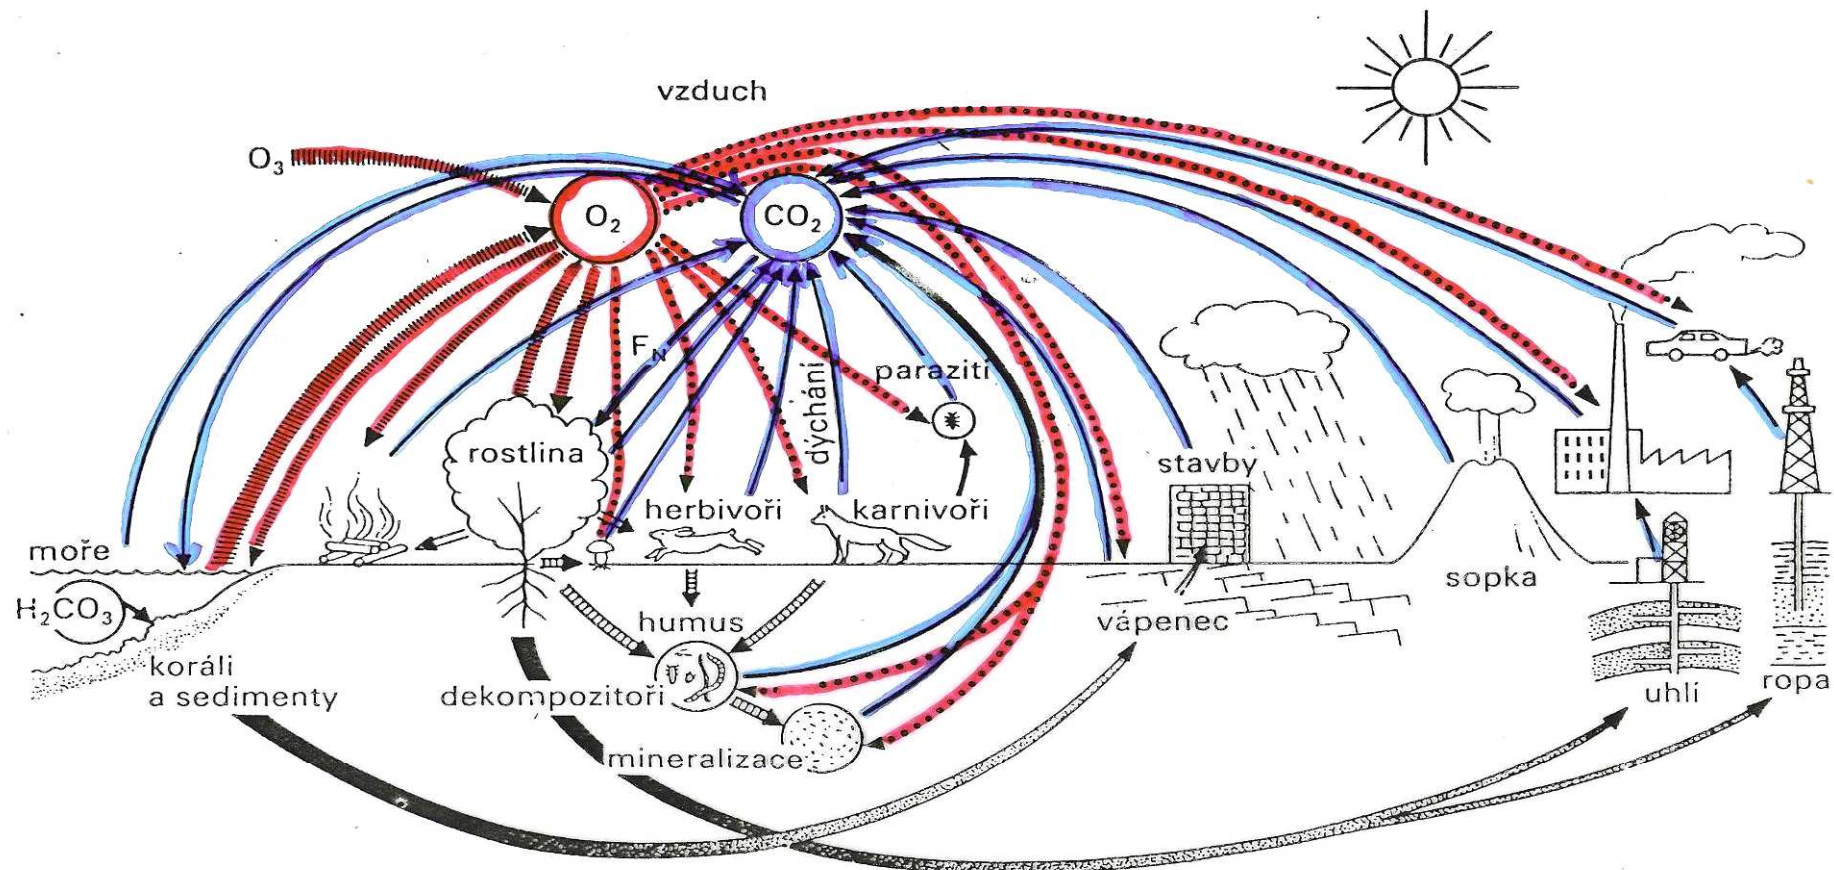 vzduch
O₃
O₂
CO₂
F_N
dýchání
paraziti
rostlina
herbivoři
karnivoři
stavby
moře
H₂CO₃
humus
vápenec
sopka
koráli
a sedimenty
dekompozitoři
mineralizace
uhlí
ropa